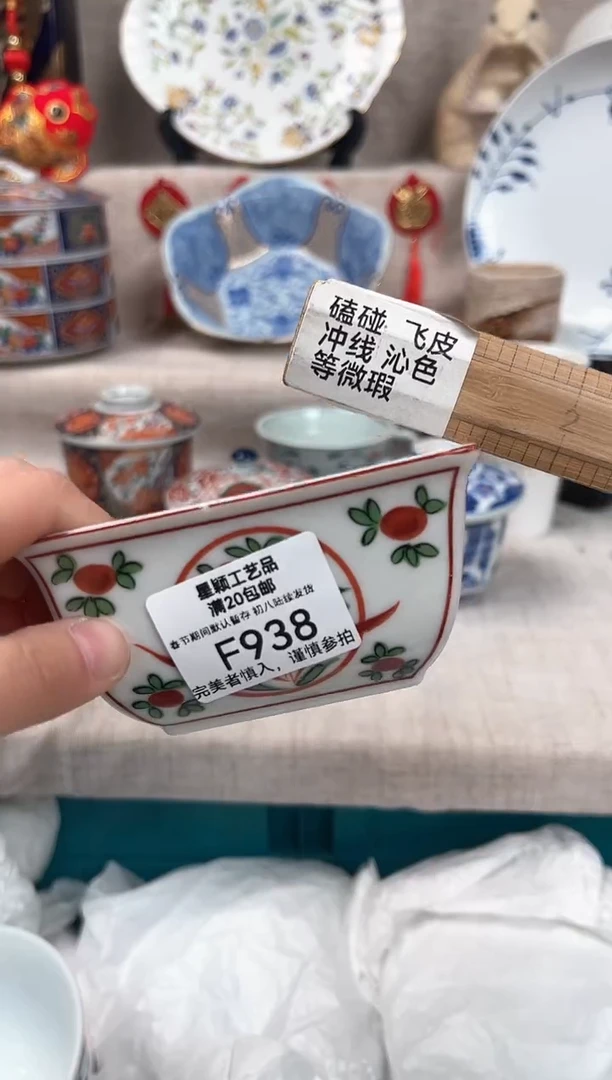 磕碰 飞皮
冲线 沁色
等微瑕
星颖工艺品
满20包邮
春节期间默认暂存 初八陆续发货
F938
完美者慎入，谨慎参拍